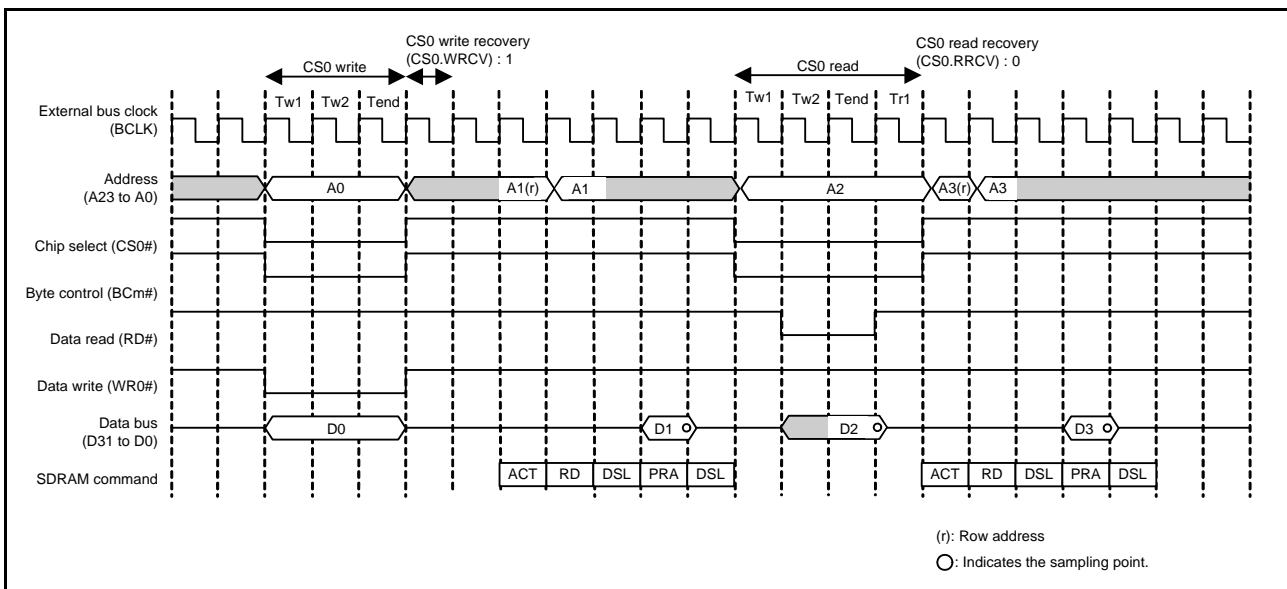 CS0 write recovery
(CS0.WRCV) : 1
CS0 read recovery
(CS0.RRCV) : 0
CS0 write
CS0 read
Tw1 Tw2 Tend
Tw1 Tw2 Tend Tr1
External bus clock
(BCLK)
Address
(A23 to A0)
A0 A1(r) A1 A2 A3(r) A3
Chip select (CS0#)
Byte control (BCm#)
Data read (RD#)
Data write (WR0#)
Data bus
(D31 to D0)
D0 D1 D2 D3
SDRAM command
ACT RD DSL PRA DSL
ACT RD DSL PRA DSL
(r): Row address
: Indicates the sampling point.